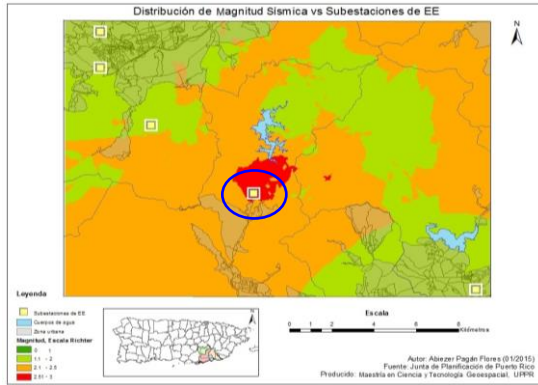 Distribución de Magnitud Sísmica vs Subestaciones de EE
N
Leyenda
Subestaciones de EE
Cuerpos de agua
Zona urbana
Magnitud, Escala Richter
0 1
1.1 - 2
2.1 - 2.5
2.51 - 3
Escala
0 1 2 4 6 8
Kilómetros
Autor: Abiezer Pagán Flores (01/2015)
Fuente: Junta de Planificación de Puerto Rico
Producido: Maestría en Ciencia y Tecnología Geoespacial, UPPR